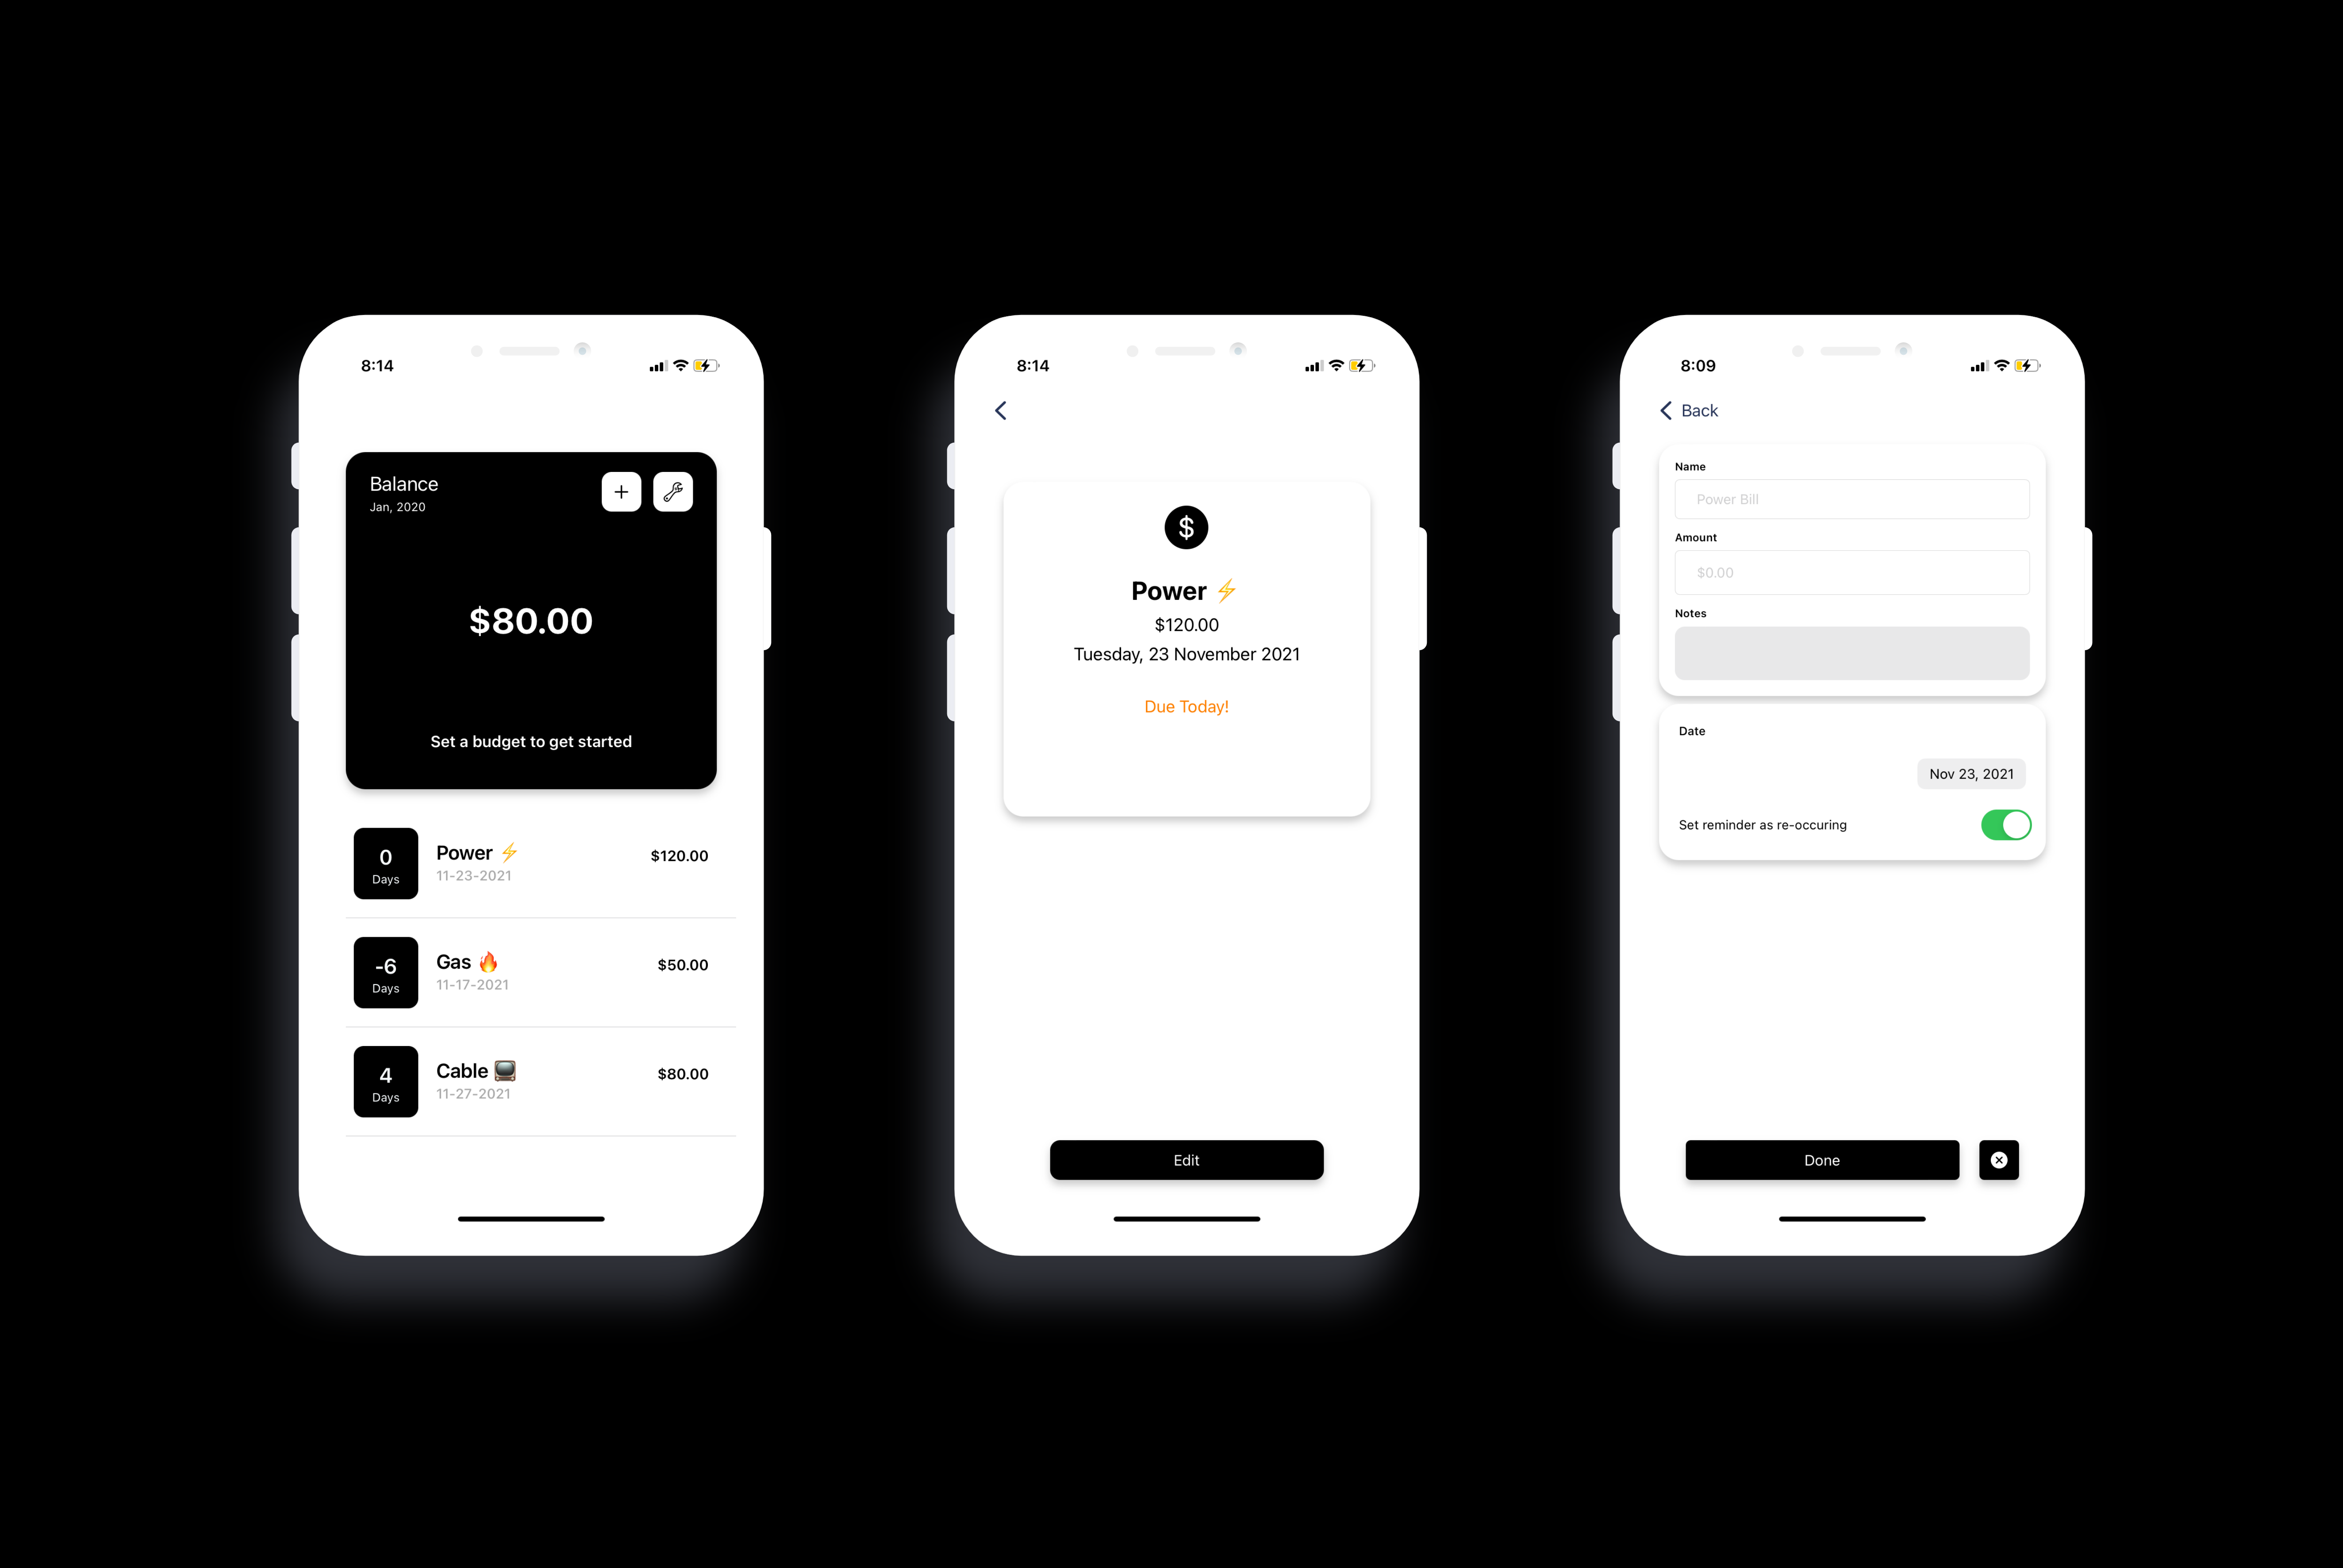 8:14
Balance
Jan, 2020
$80.00
Set a budget to get started
0
Days
Power ⚡
11-23-2021
$120.00
-6
Days
Gas 🔥
11-17-2021
$50.00
4
Days
Cable 📺
11-27-2021
$80.00
8:14
$
Power ⚡
$120.00
Tuesday, 23 November 2021
Due Today!
Edit
8:09
Back
Name
Power Bill
Amount
$0.00
Notes
Date
Nov 23, 2021
Set reminder as re-occuring
Done